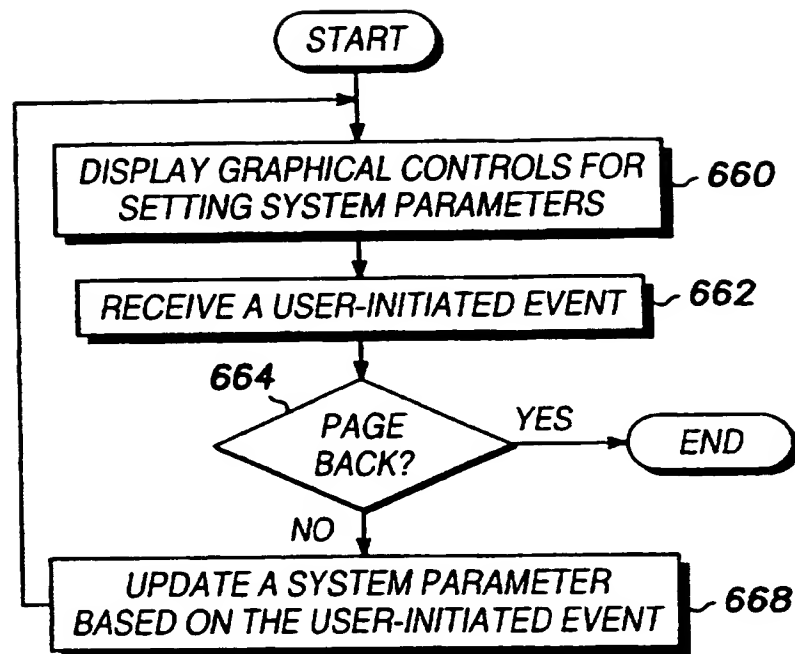 START
DISPLAY GRAPHICAL CONTROLS FOR
SETTING SYSTEM PARAMETERS
660
RECEIVE A USER-INITIATED EVENT
662
664
PAGE
BACK?
YES
END
NO
UPDATE A SYSTEM PARAMETER
BASED ON THE USER-INITIATED EVENT
668